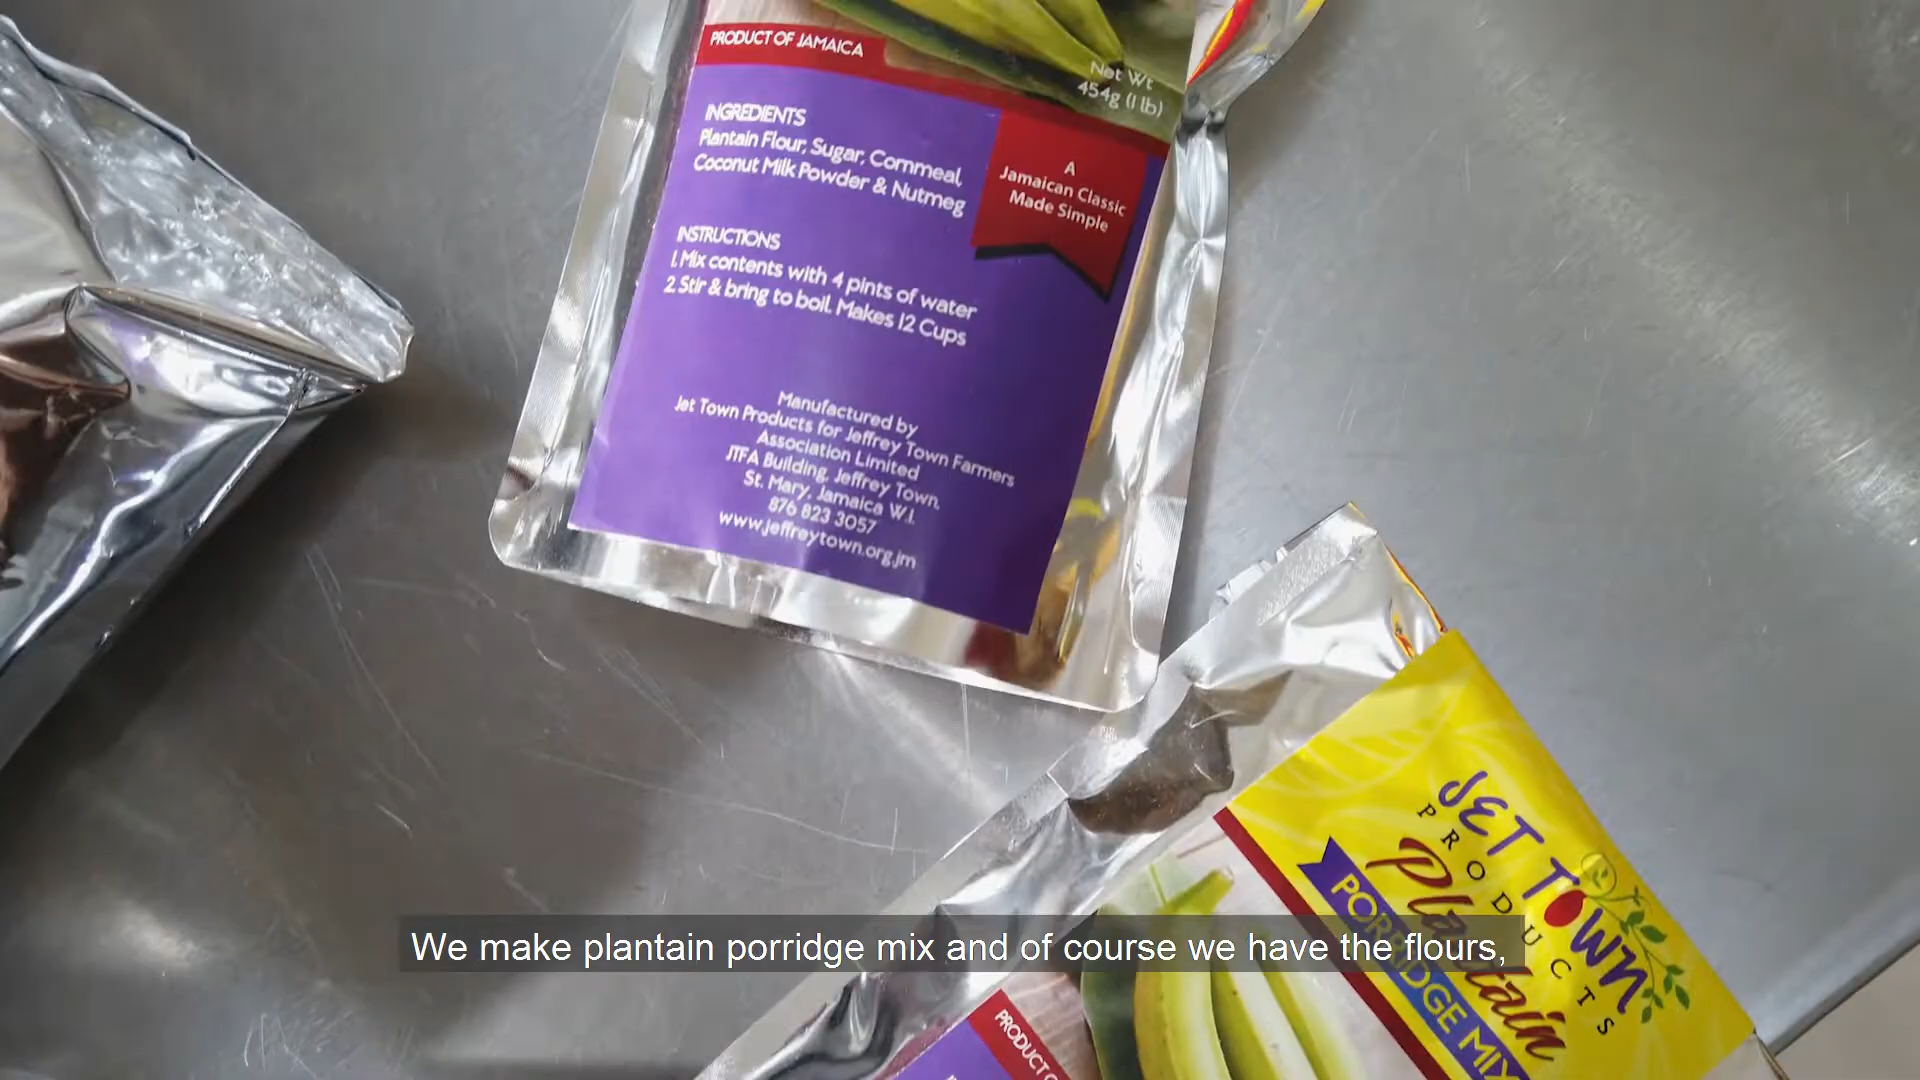 PRODUCT OF JAMAICA
Net Wt
454g (1 lb)
INGREDIENTS
Plantain Flour, Sugar, Cornmeal,
Coconut Milk Powder & Nutmeg
A
Jamaican Classic
Made Simple
INSTRUCTIONS
1. Mix contents with 4 pints of water
2. Stir & bring to boil. Makes 12 Cups
Manufactured by
Jet Town Products for Jeffrey Town Farmers
Association Limited
JTFA Building, Jeffrey Town,
St. Mary, Jamaica W.I.
876 823 3057
www.jeffreytown.org.jm
JET TOWN
PRODUCTS
Plantain
PORRIDGE MIX
PRODUCT O
We make plantain porridge mix and of course we have the flours,